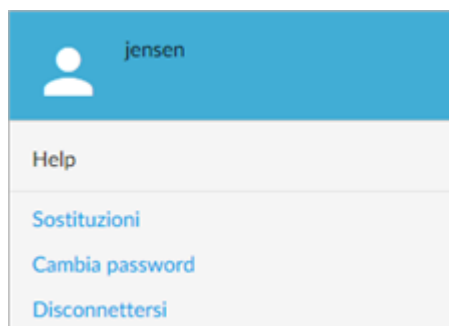 jensen
Help
Sostituzioni
Cambia password
Disconnettersi